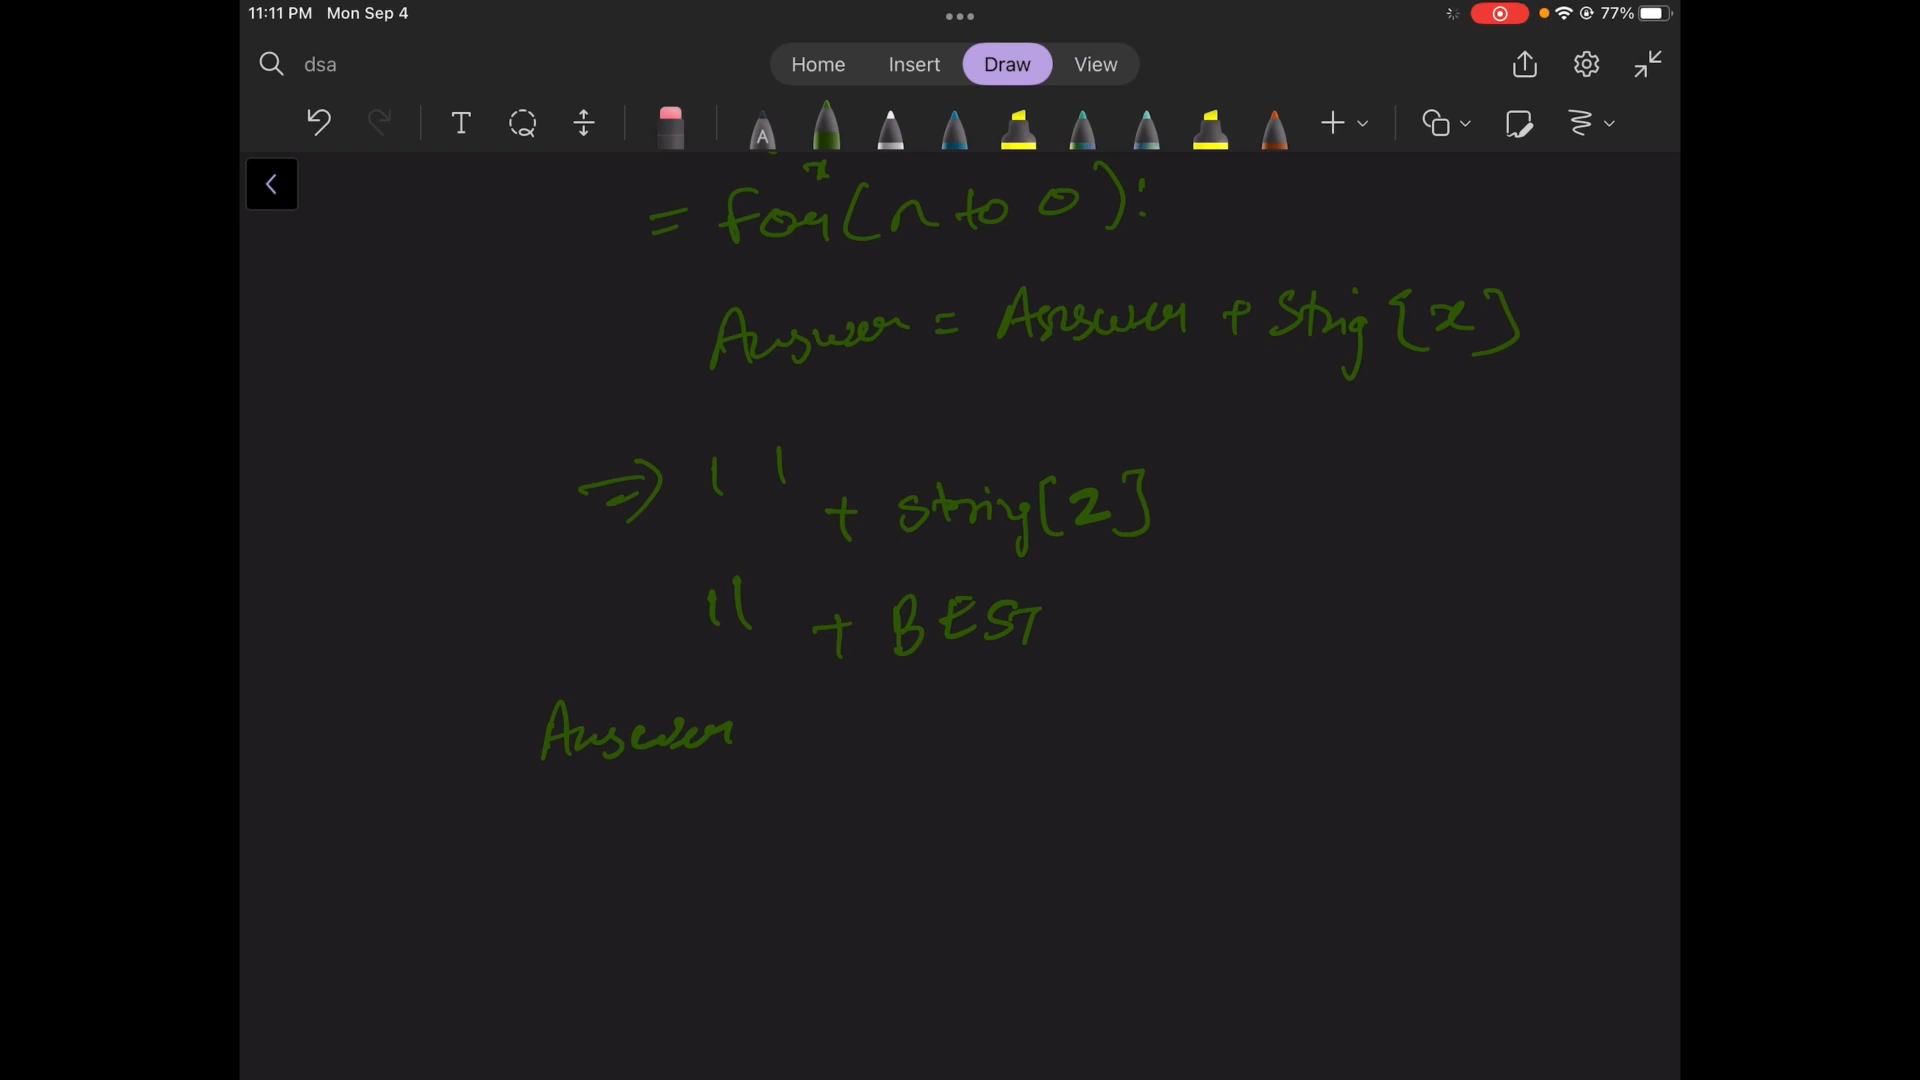 11:11 PM Mon Sep 4
77%
dsa
Home Insert Draw View
T
A
x
= for(n to 0):
Answer = Answer + Strig[x]
⇒ " " + string[2]
" + BEST
Answer